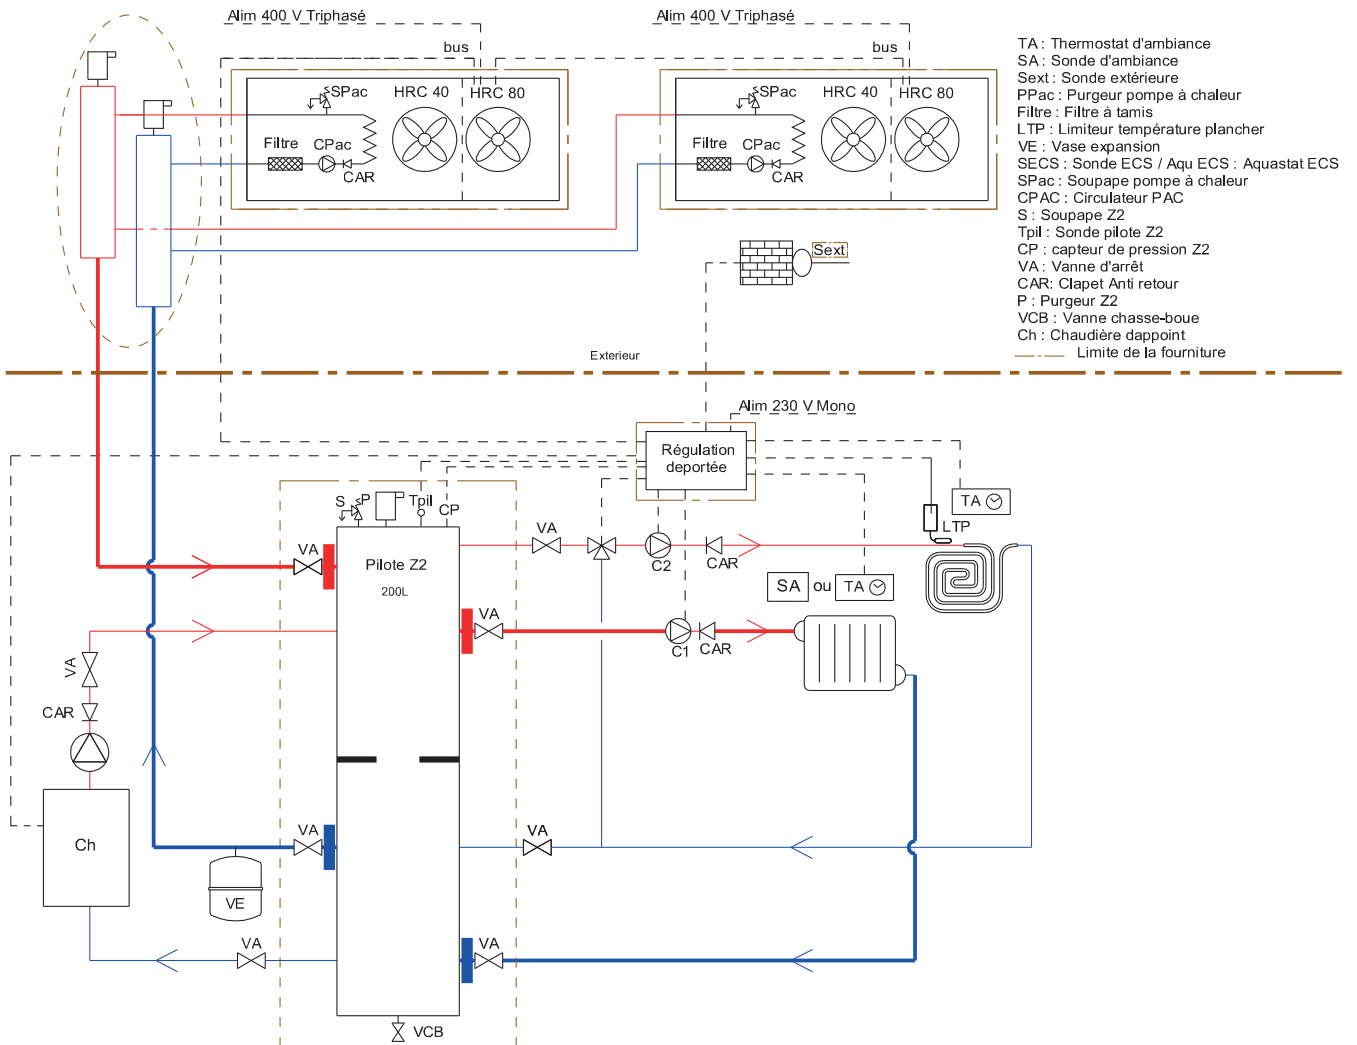 Alim 400 V Triphasé
Alim 400 V Triphasé
bus
bus
SPac
HRC 40
HRC 80
Filtre
CPac
CAR
SPac
HRC 40
HRC 80
Filtre
CPac
CAR
TA : Thermostat d'ambiance
SA : Sonde d'ambiance
Sext : Sonde extérieure
PPac : Purgeur pompe à chaleur
Filtre : Filtre à tamis
LTP : Limiteur température plancher
VE : Vase expansion
SECS : Sonde ECS / Aqu ECS : Aquastat ECS
SPac : Soupape pompe à chaleur
CPAC : Circulateur PAC
S : Soupape Z2
Tpil : Sonde pilote Z2
CP : capteur de pression Z2
VA : Vanne d'arrêt
CAR: Clapet Anti retour
P : Purgeur Z2
VCB : Vanne chasse-boue
Ch : Chaudière dappoint
Limite de la fourniture
Sext
Exterieur
Alim 230 V Mono
Régulation
deportée
TA
LTP
S
P
Tpil
CP
VA
Pilote Z2
200L
VA
C2
CAR
SA ou TA
VA
C1
CAR
VA
CAR
Ch
VA
VE
VA
VA
VA
VCB